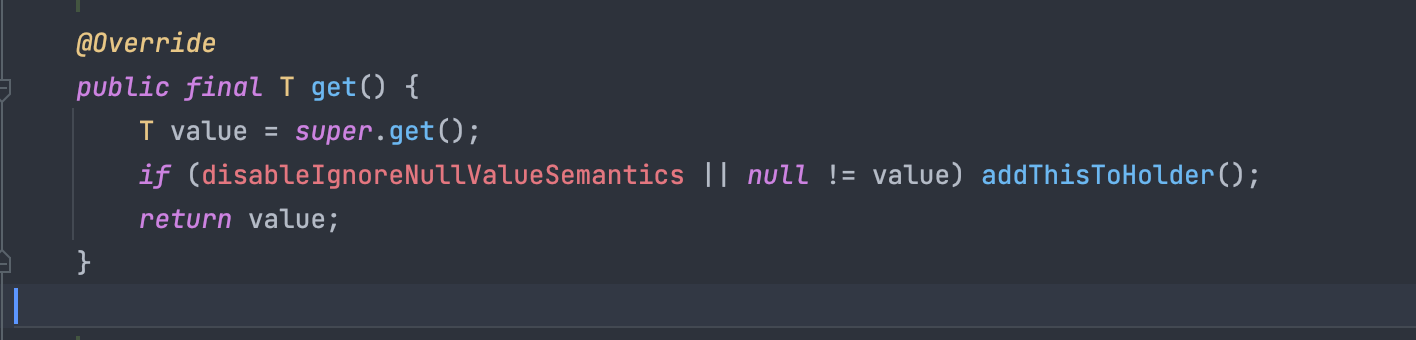 @Override
public final T get() {
    T value = super.get();
    if (disableIgnoreNullValueSemantics || null != value) addThisToHolder();
    return value;
}